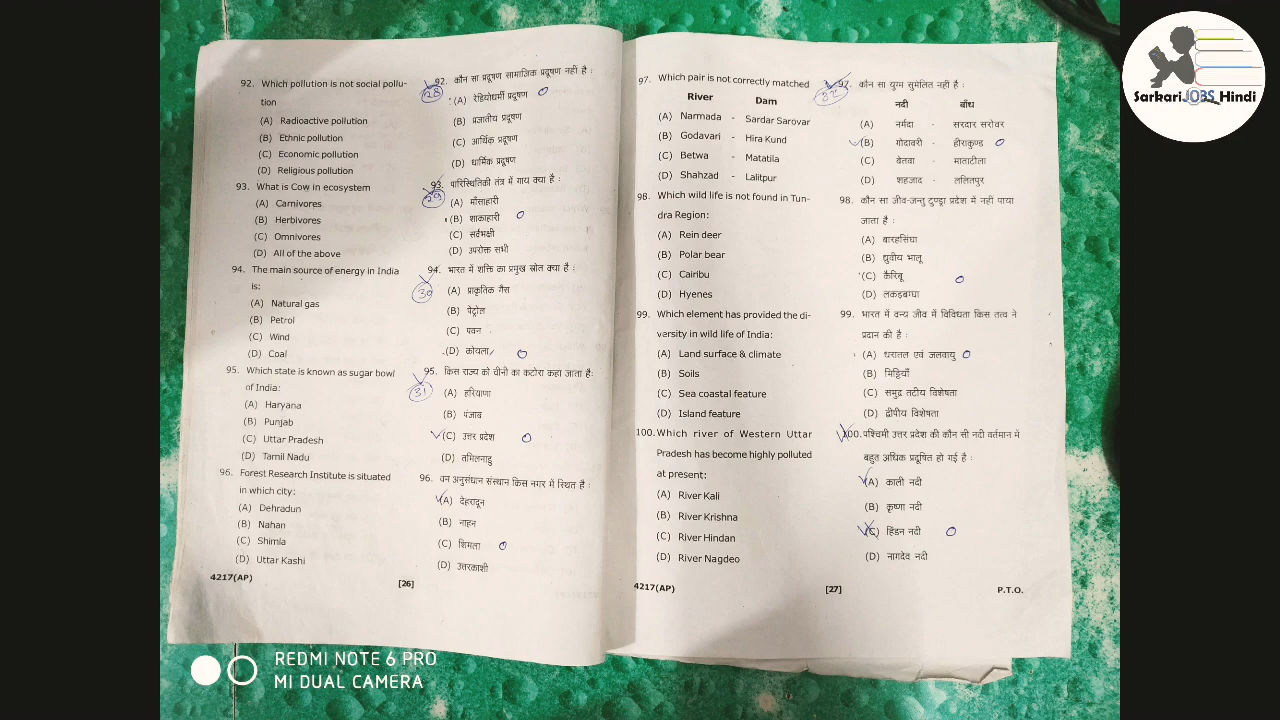 92. Which pollution is not social pollu-
tion
(A) Radioactive pollution
(B) Ethnic pollution
(C) Economic pollution
(D) Religious pollution
93. What is Cow in ecosystem
(A) Carnivores
(B) Herbivores
(C) Omnivores
(D) All of the above
94. The main source of energy in India
is:
(A) Natural gas
(B) Petrol
(C) Wind
(D) Coal
95. Which state is known as sugar bowl
of India:
(A) Haryana
(B) Punjab
(C) Uttar Pradesh
(D) Tamil Nadu
96. Forest Research Institute is situated
in which city:
(A) Dehradun
(B) Nahan
(C) Shimla
(D) Uttar Kashi
4217(AP)
[26]
92. कौन सा प्रदूषण सामाजिक प्रदूषण नहीं है :
28
(A) रेडियोधर्मी प्रदूषण
(B) प्रजातीय प्रदूषण
(C) आर्थिक प्रदूषण
(D) धार्मिक प्रदूषण
93. पारिस्थितिकी तंत्र में गाय क्या है :
29
(A) माँसाहारी
(B) शाकाहारी
(C) सर्वभक्षी
(D) उपरोक्त सभी
94. भारत में शक्ति का प्रमुख स्रोत क्या है :
30
(A) प्राकृतिक गैस
(B) पेट्रोल
(C) पवन
(D) कोयला
95. किस राज्य को चीनी का कटोरा कहा जाता है:
31
(A) हरियाणा
(B) पंजाब
(C) उत्तर प्रदेश
(D) तमिलनाडु
96. वन अनुसंधान संस्थान किस नगर में स्थित है :
(A) देहरादून
(B) नाहन
(C) शिमला
(D) उत्तरकाशी
97. Which pair is not correctly matched
River Dam
(A) Narmada - Sardar Sarovar
(B) Godavari - Hira Kund
(C) Betwa - Matatila
(D) Shahzad - Lalitpur
98. Which wild life is not found in Tun-
dra Region:
(A) Rein deer
(B) Polar bear
(C) Cairibu
(D) Hyenes
99. Which element has provided the di-
versity in wild life of India:
(A) Land surface & climate
(B) Soils
(C) Sea coastal feature
(D) Island feature
100. Which river of Western Uttar
Pradesh has become highly polluted
at present:
(A) River Kali
(B) River Krishna
(C) River Hindan
(D) River Nagdeo
4217(AP)
[27]
97. कौन सा युग्म सुमेलित नहीं है :
32
नदी बाँध
(A) नर्मदा - सरदार सरोवर
(B) गोदावरी - हीराकुण्ड
(C) बेतवा - माताटीला
(D) शहजाद - ललितपुर
98. कौन सा जीव-जन्तु टुण्ड्रा प्रदेश में नहीं पाया
जाता है :
(A) बारहसिंघा
(B) ध्रुवीय भालू
(C) कैरिबू
(D) लकड़बग्घा
99. भारत में वन्य जीव में विविधता किस तत्व ने
प्रदान की है :
(A) धरातल एवं जलवायु
(B) मिट्टियाँ
(C) समुद्र तटीय विशेषता
(D) द्वीपीय विशेषता
100. पश्चिमी उत्तर प्रदेश की कौन सी नदी वर्तमान में
बहुत अधिक प्रदूषित हो गई है :
(A) काली नदी
(B) कृष्णा नदी
(C) हिंडन नदी
(D) नागदेव नदी
P.T.O.
SarkariJOBS Hindi
REDMI NOTE 6 PRO
MI DUAL CAMERA